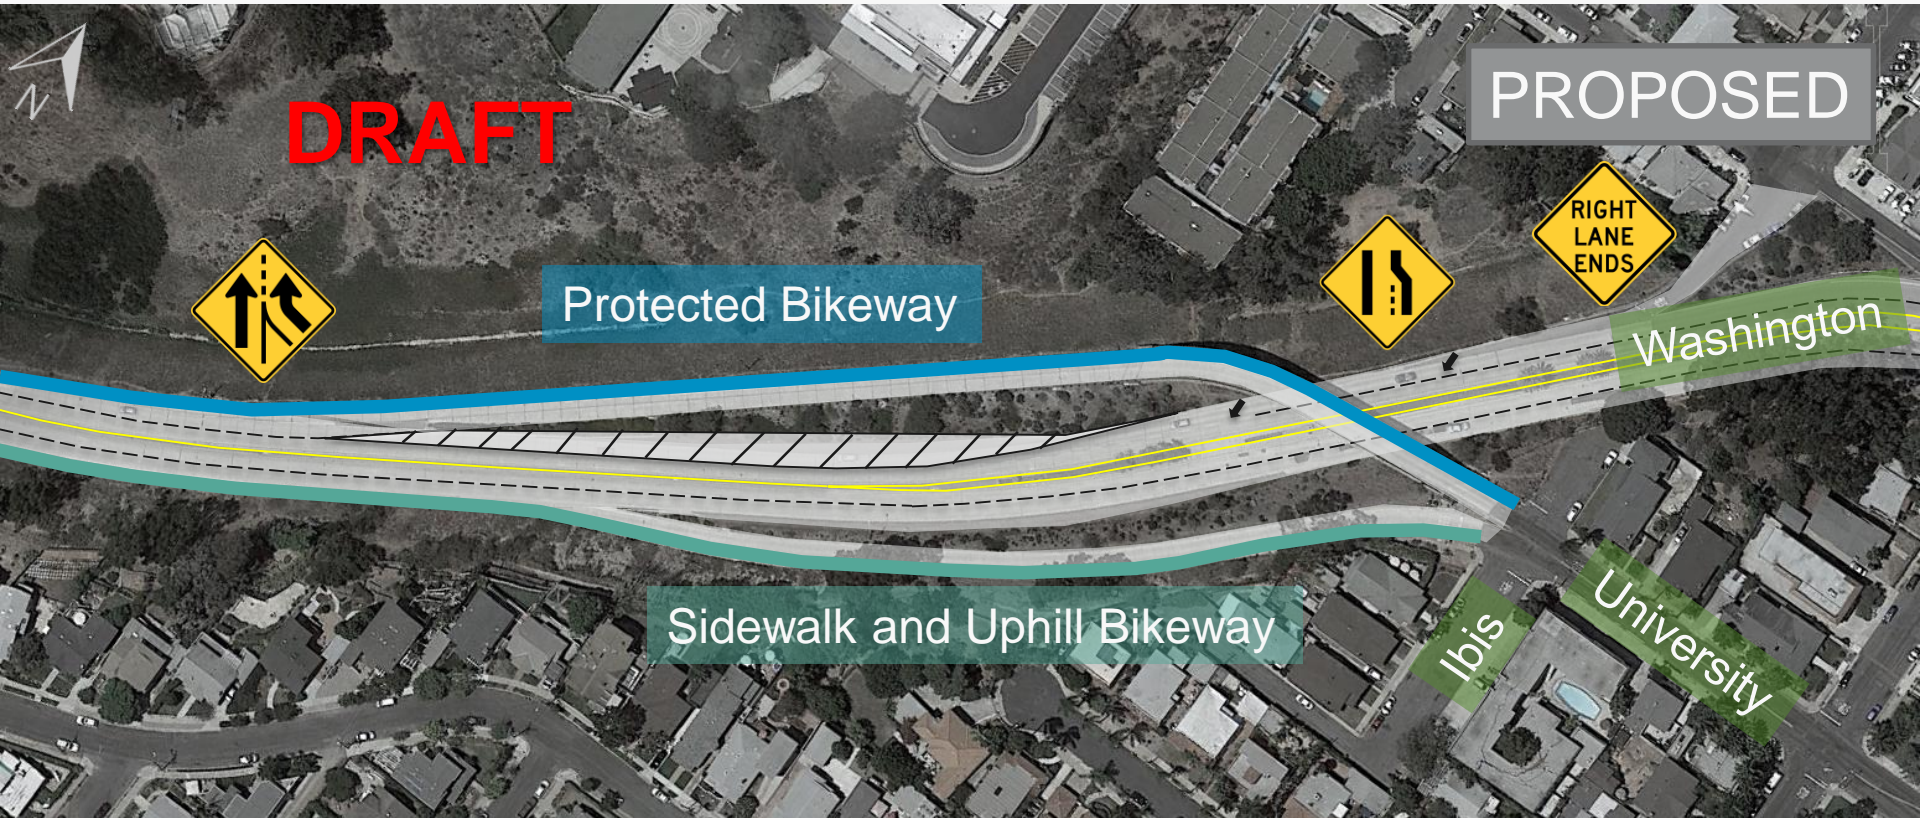 N
DRAFT
PROPOSED
RIGHT
LANE
ENDS
Protected Bikeway
Washington
Sidewalk and Uphill Bikeway
Ibis
University